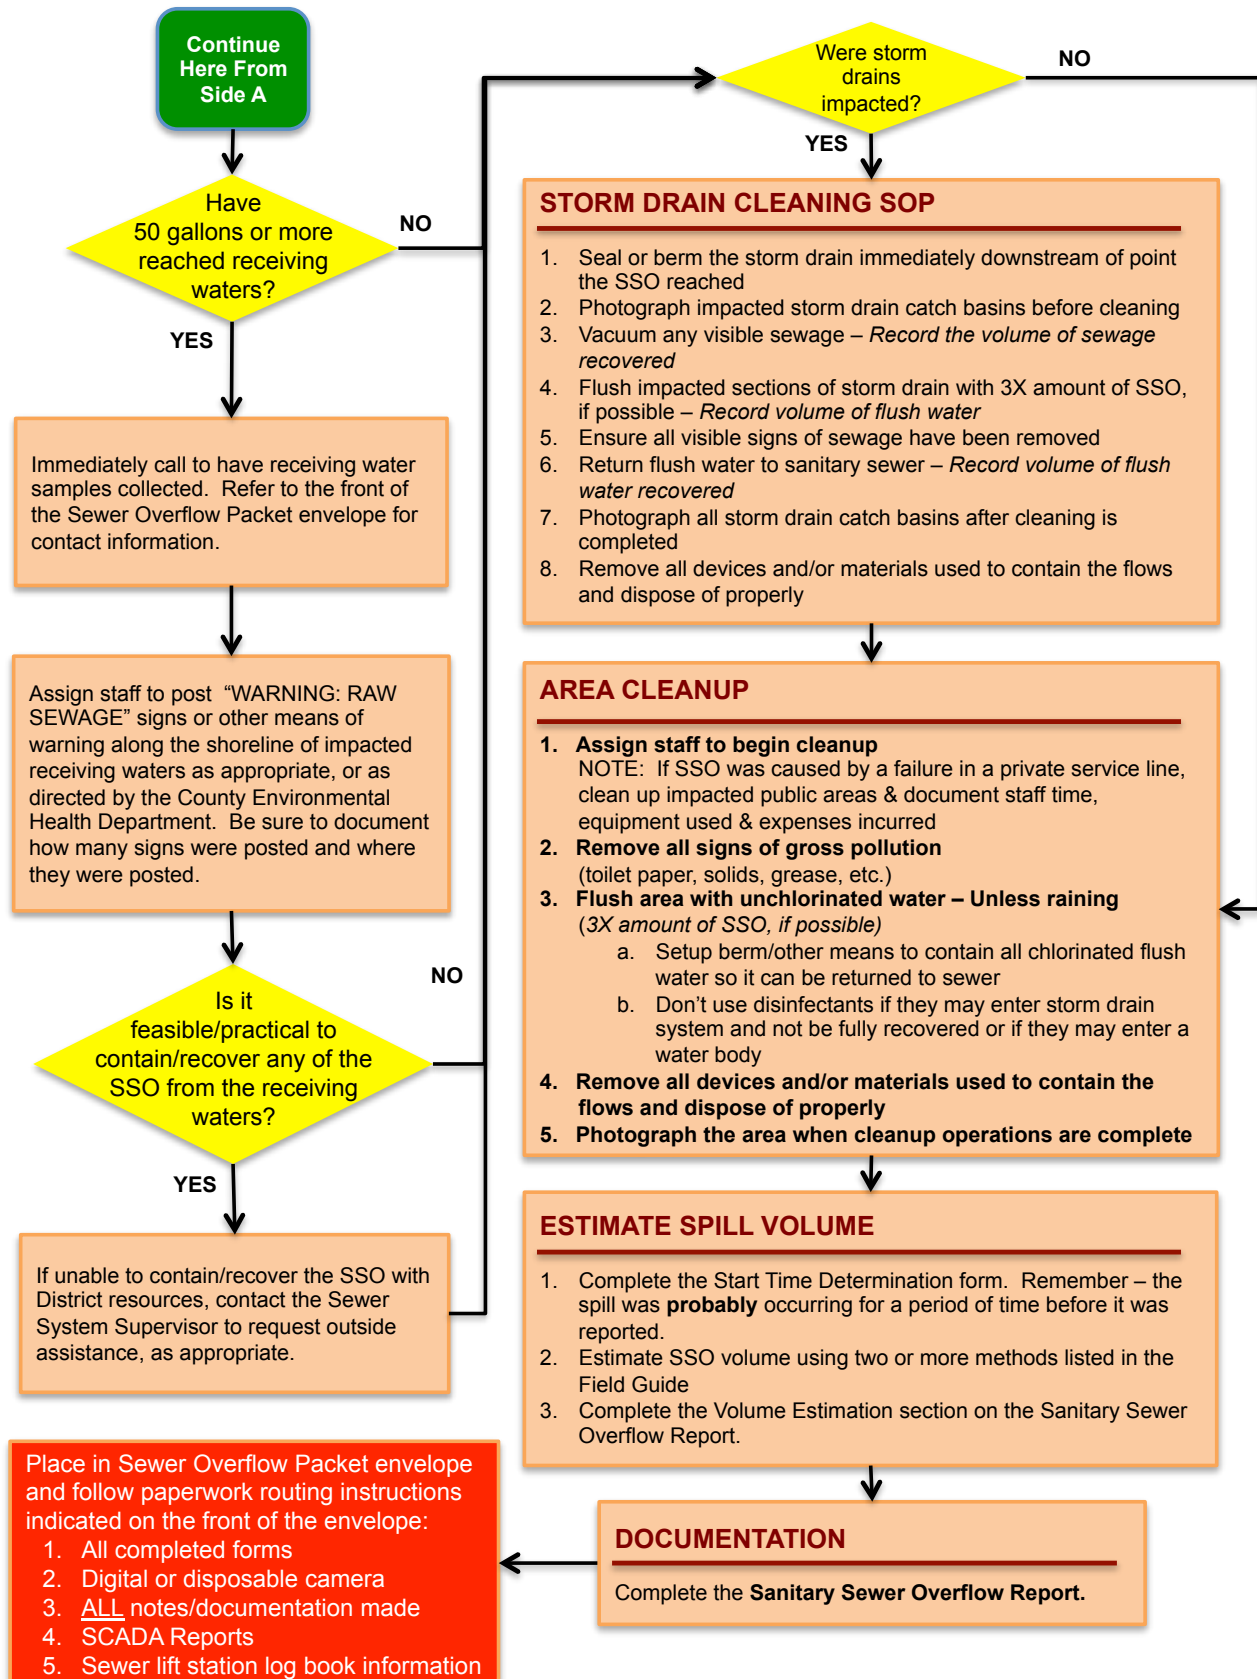 Continue
Here From
Side A
Have
50 gallons or more
reached receiving
waters?
NO
YES
Immediately call to have receiving water
samples collected.  Refer to the front of
the Sewer Overflow Packet envelope for
contact information.
Assign staff to post  “WARNING: RAW
SEWAGE” signs or other means of
warning along the shoreline of impacted
receiving waters as appropriate, or as
directed by the County Environmental
Health Department.  Be sure to document
how many signs were posted and where
they were posted.
Is it
feasible/practical to
contain/recover any of the
SSO from the receiving
waters?
NO
YES
If unable to contain/recover the SSO with
District resources, contact the Sewer
System Supervisor to request outside
assistance, as appropriate.
Were storm
drains
impacted?
NO
YES
STORM DRAIN CLEANING SOP
1. Seal or berm the storm drain immediately downstream of point
the SSO reached
2. Photograph impacted storm drain catch basins before cleaning
3. Vacuum any visible sewage – Record the volume of sewage
recovered
4. Flush impacted sections of storm drain with 3X amount of SSO,
if possible – Record volume of flush water
5. Ensure all visible signs of sewage have been removed
6. Return flush water to sanitary sewer – Record volume of flush
water recovered
7. Photograph all storm drain catch basins after cleaning is
completed
8. Remove all devices and/or materials used to contain the flows
and dispose of properly
AREA CLEANUP
1. Assign staff to begin cleanup
NOTE:  If SSO was caused by a failure in a private service line,
clean up impacted public areas & document staff time,
equipment used & expenses incurred
2. Remove all signs of gross pollution
(toilet paper, solids, grease, etc.)
3. Flush area with unchlorinated water – Unless raining
(3X amount of SSO, if possible)
a. Setup berm/other means to contain all chlorinated flush
water so it can be returned to sewer
b. Don’t use disinfectants if they may enter storm drain
system and not be fully recovered or if they may enter a
water body
4. Remove all devices and/or materials used to contain the
flows and dispose of properly
5. Photograph the area when cleanup operations are complete
ESTIMATE SPILL VOLUME
1. Complete the Start Time Determination form.  Remember – the
spill was probably occurring for a period of time before it was
reported.
2. Estimate SSO volume using two or more methods listed in the
Field Guide
3. Complete the Volume Estimation section on the Sanitary Sewer
Overflow Report.
DOCUMENTATION
Complete the Sanitary Sewer Overflow Report.
Place in Sewer Overflow Packet envelope
and follow paperwork routing instructions
indicated on the front of the envelope:
1. All completed forms
2. Digital or disposable camera
3. ALL notes/documentation made
4. SCADA Reports
5. Sewer lift station log book information